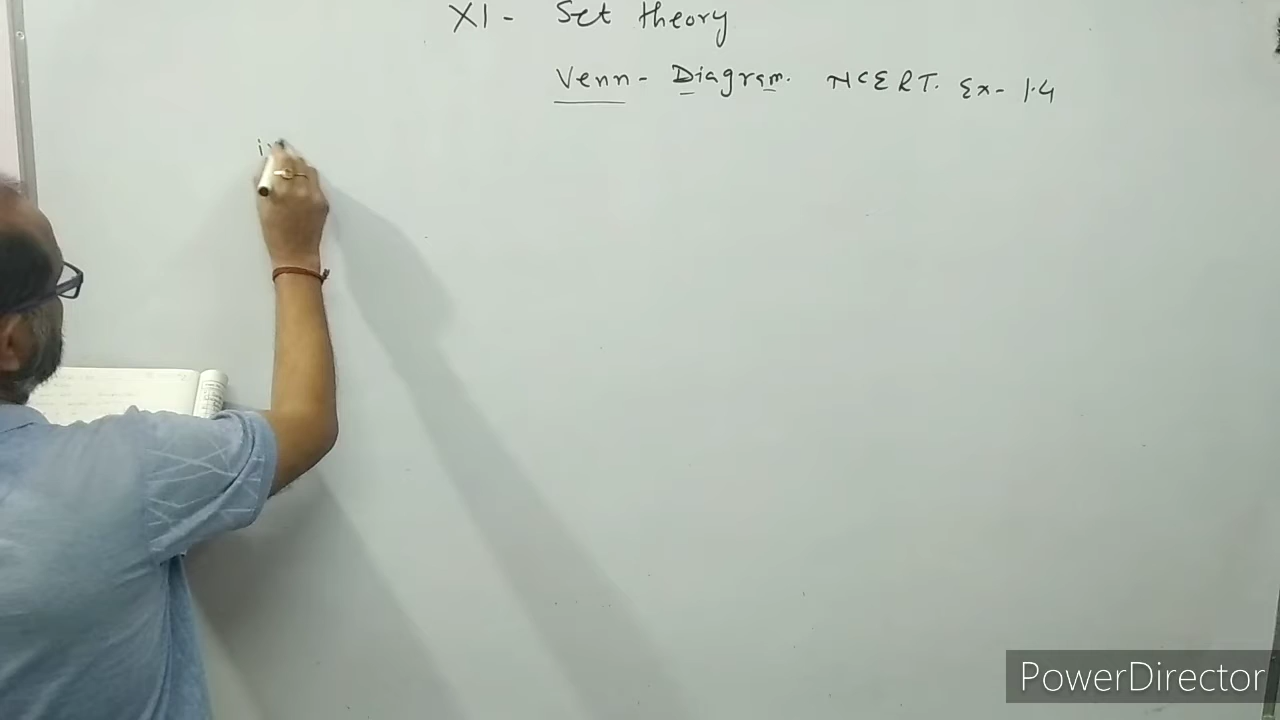 XI - Set theory
Venn - Diagram. NCERT. Ex- 1.4
PowerDirector